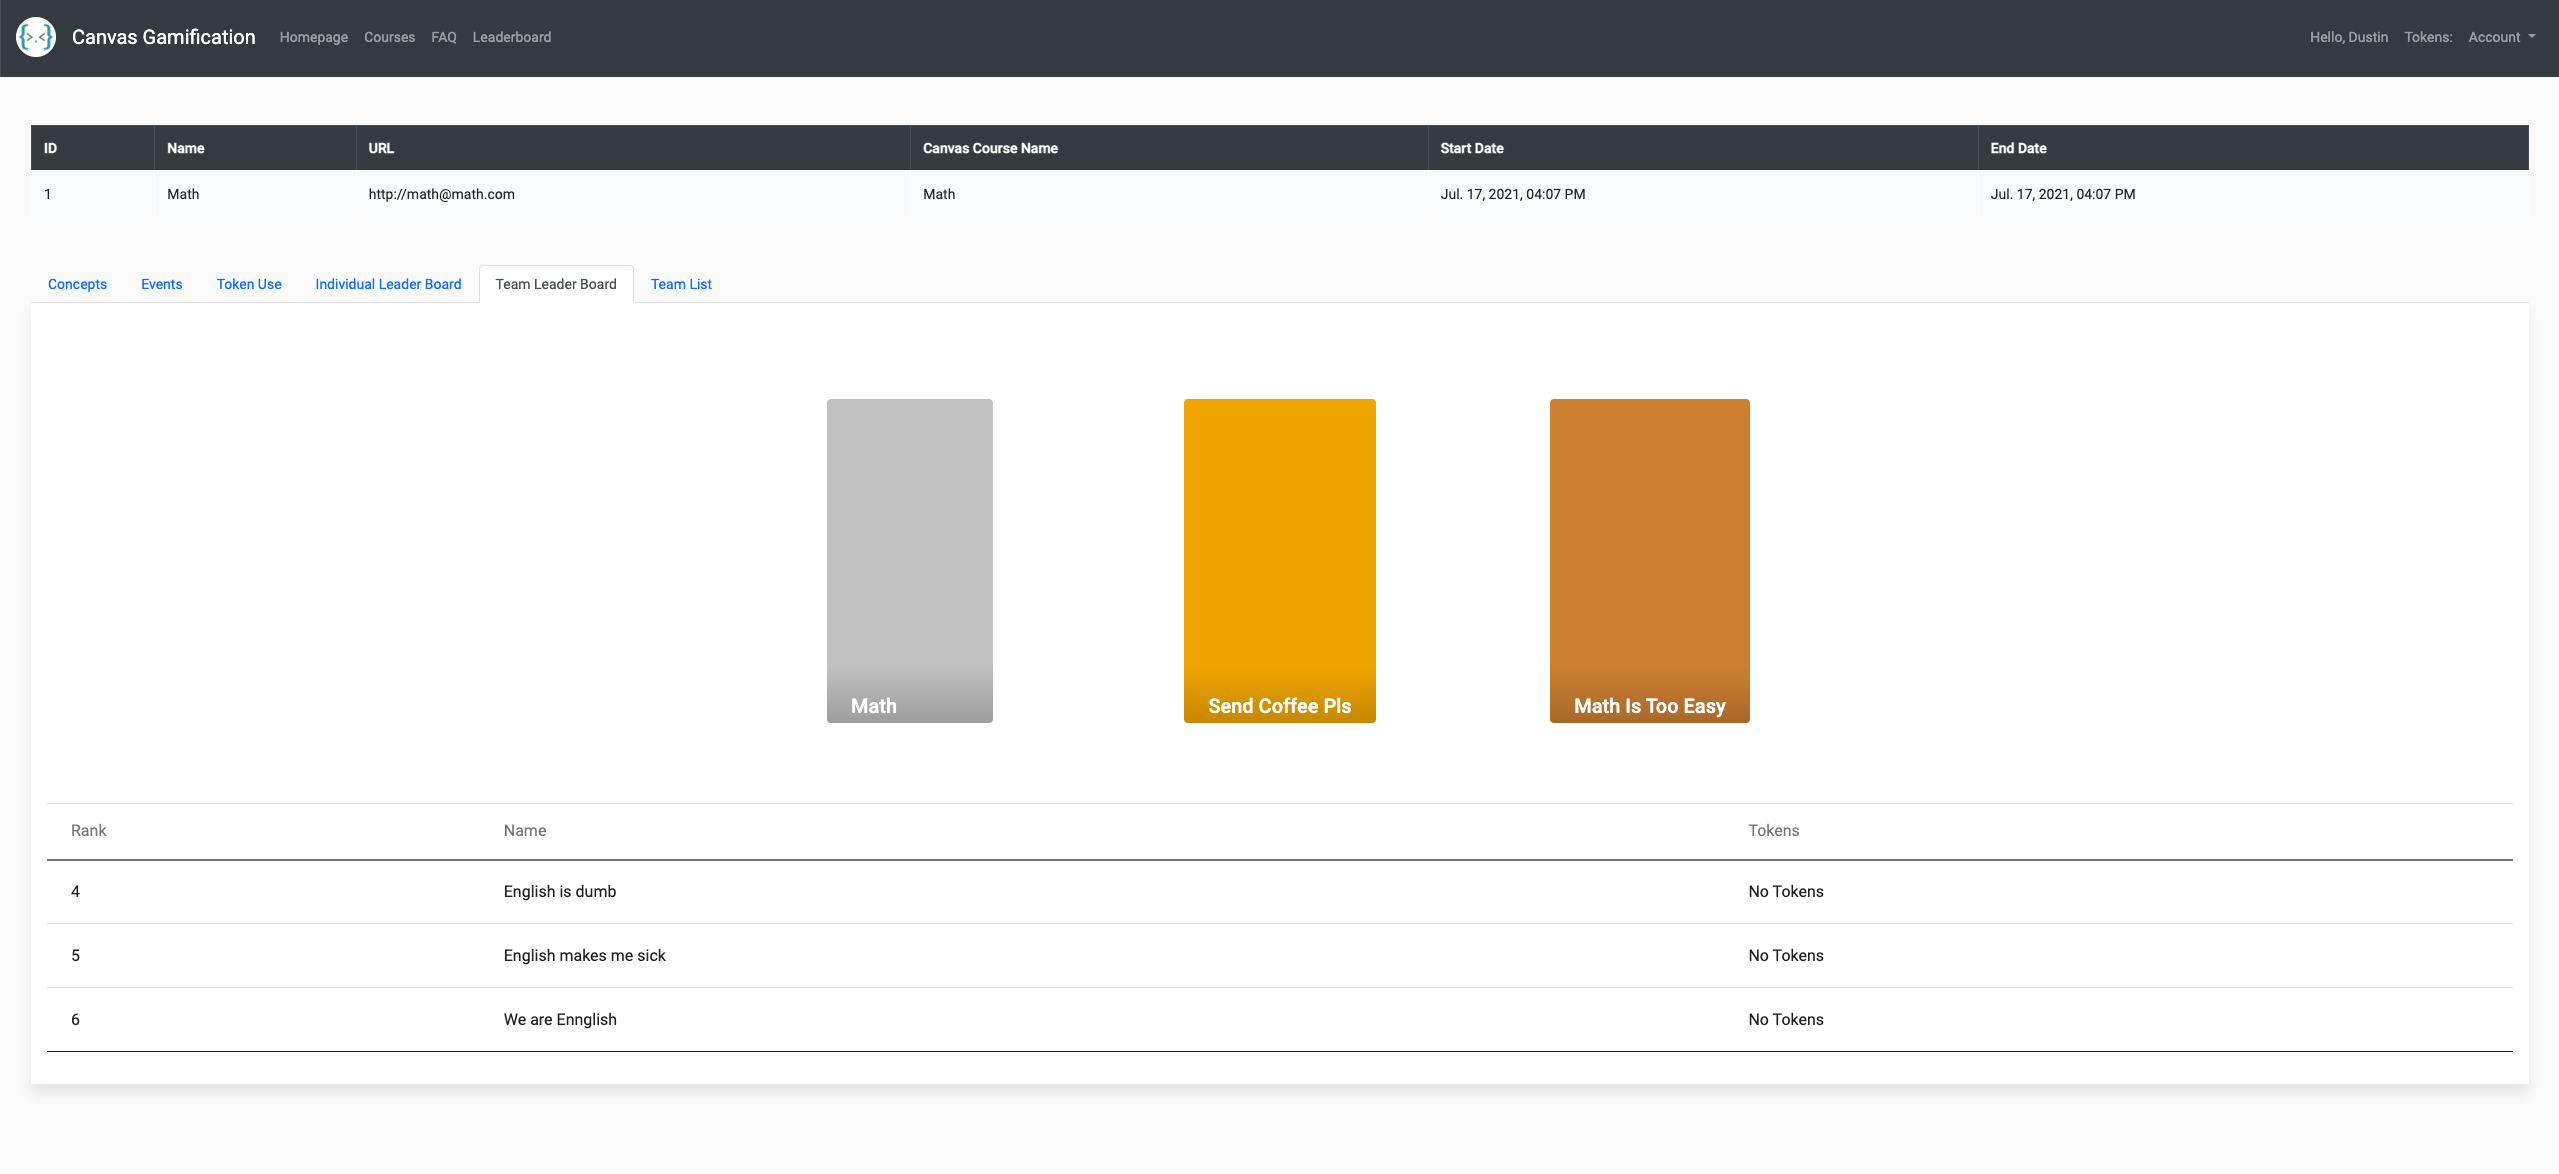 {>.<} Canvas Gamification Homepage Courses FAQ Leaderboard Hello, Dustin Tokens: Account
ID Name URL Canvas Course Name Start Date End Date
1 Math http://math@math.com Math Jul. 17, 2021, 04:07 PM Jul. 17, 2021, 04:07 PM
Concepts Events Token Use Individual Leader Board Team Leader Board Team List
Math Send Coffee Pls Math Is Too Easy
Rank Name Tokens
4 English is dumb No Tokens
5 English makes me sick No Tokens
6 We are Ennglish No Tokens